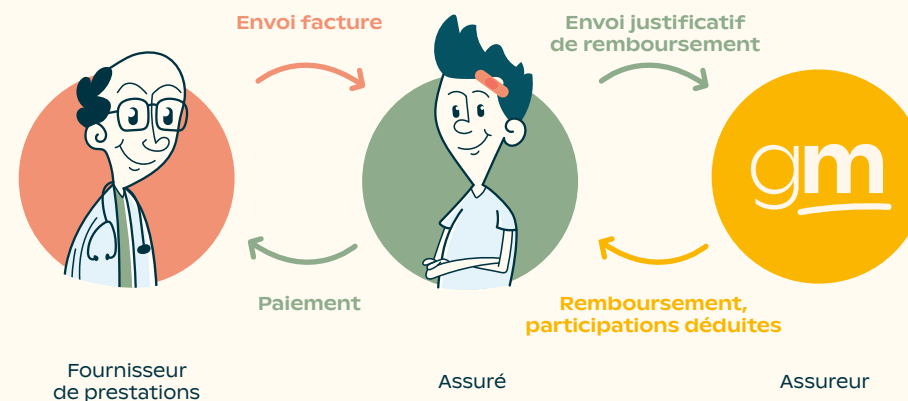 Envoi facture
Envoi justificatif
de remboursement
gm
Paiement
Remboursement,
participations déduites
Fournisseur
de prestations
Assuré
Assureur